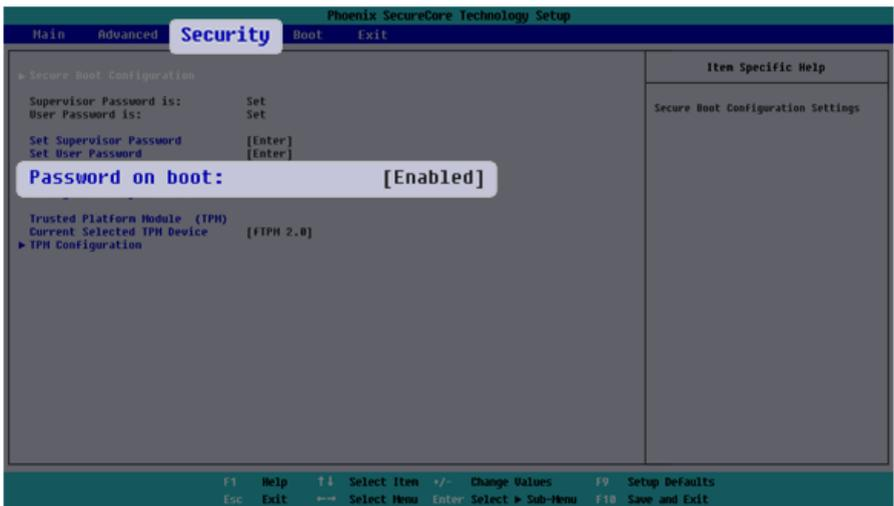 Phoenix SecureCore Technology Setup
Main Advanced Security Boot Exit
▶ Secure Boot Configuration
Item Specific Help
Supervisor Password is: Set
User Password is: Set
Secure Boot Configuration Settings
Set Supervisor Password [Enter]
Set User Password [Enter]
Password on boot: [Enabled]
Trusted Platform Module (TPM)
Current Selected TPM Device [fTPM 2.0]
▶ TPM Configuration
F1 Help ↑↓ Select Item +/- Change Values F9 Setup Defaults
Esc Exit ←→ Select Menu Enter Select ▶ Sub-Menu F10 Save and Exit